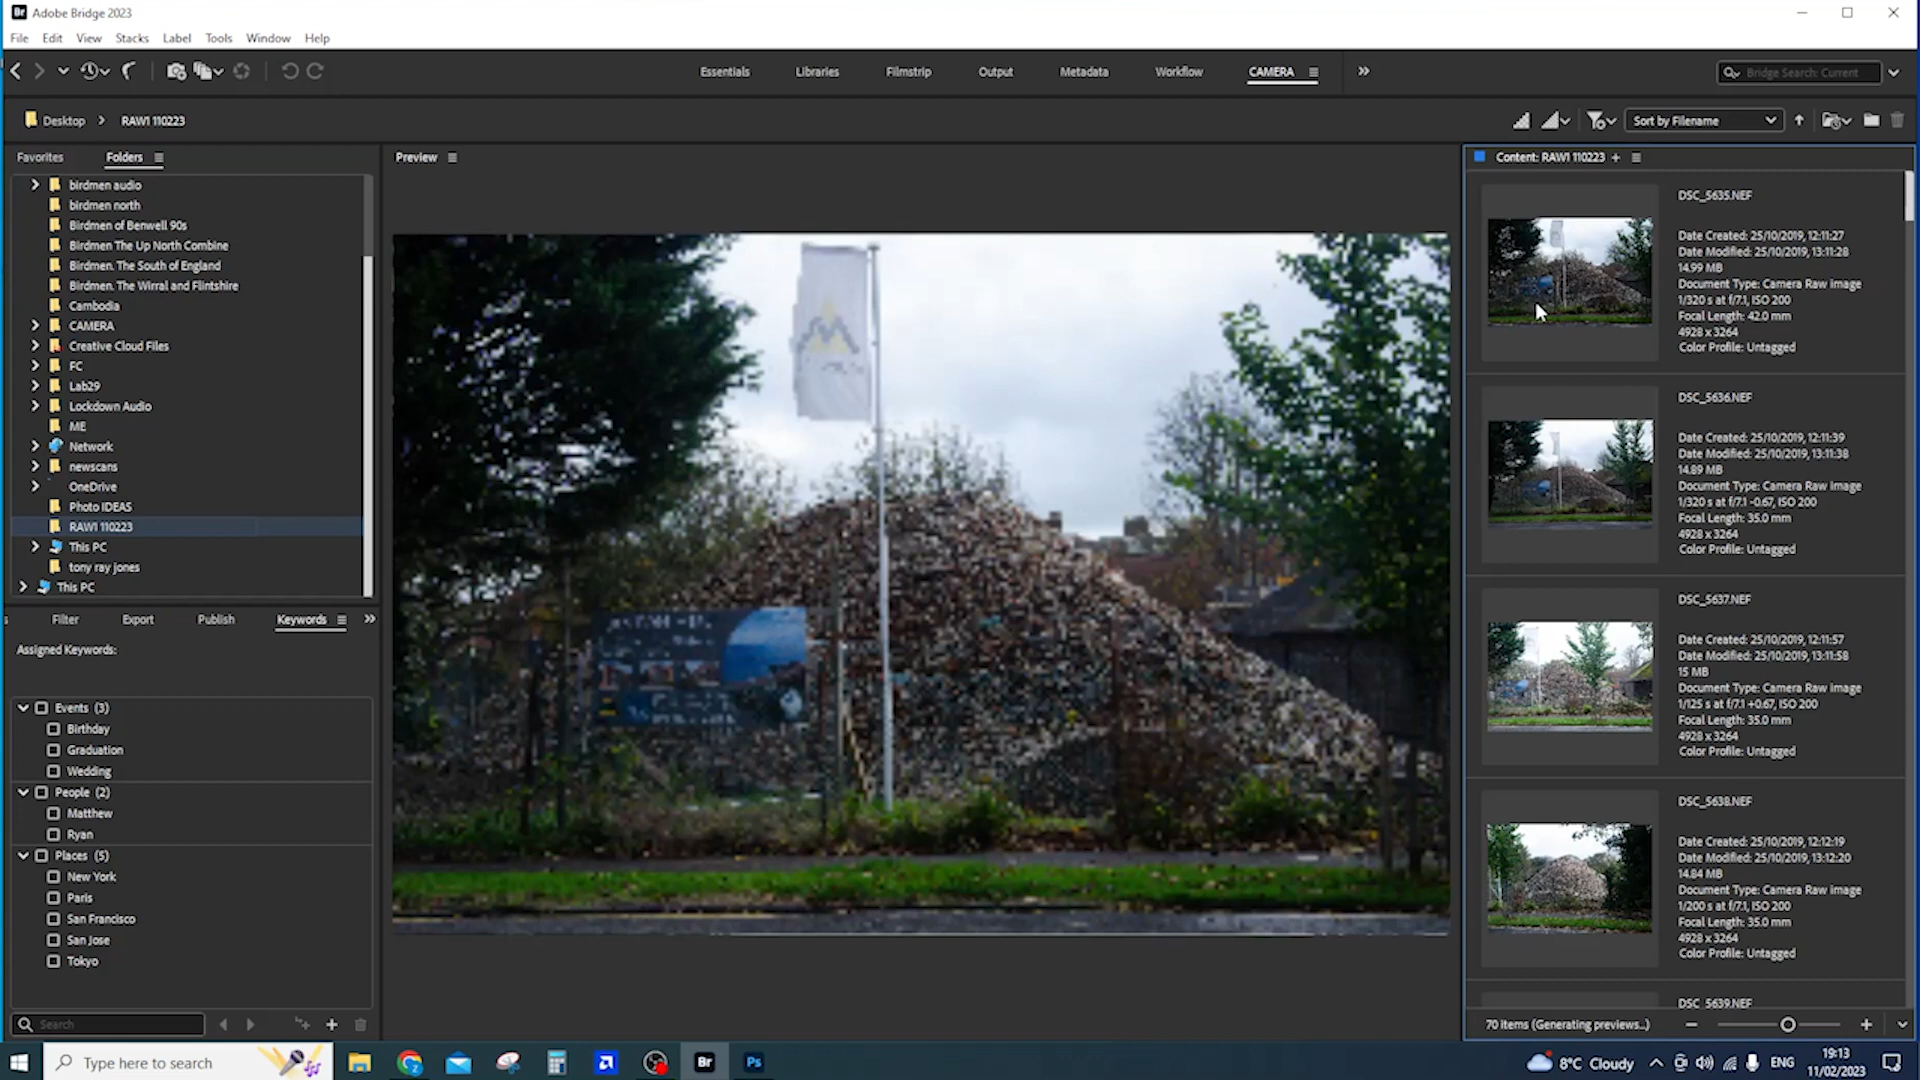 Br Adobe Bridge 2023
File Edit View Stacks Label Tools Window Help
Essentials Libraries Filmstrip Output Metadata Workflow CAMERA
Bridge Search: Current
Desktop RAW1 110223
Sort by Filename
Favorites Folders
birdmen audio
birdmen north
Birdmen of Benwell 90s
Birdmen The Up North Combine
Birdmen. The South of England
Birdmen. The Wirral and Flintshire
Cambodia
CAMERA
Creative Cloud Files
FC
Lab29
Lockdown Audio
ME
Network
newscans
OneDrive
Photo IDEAS
RAW1 110223
This PC
tony ray jones
This PC
Filter Export Publish Keywords
Assigned Keywords:
Events (3)
Birthday
Graduation
Wedding
People (2)
Matthew
Ryan
Places (5)
New York
Paris
San Francisco
San Jose
Tokyo
Search
Preview
Content: RAW1 110223
DSC_5635.NEF
Date Created: 25/10/2019, 12:11:27
Date Modified: 25/10/2019, 13:11:28
14.99 MB
Document Type: Camera Raw image
1/320 s at f/7.1, ISO 200
Focal Length: 42.0 mm
4928 x 3264
Color Profile: Untagged
DSC_5636.NEF
Date Created: 25/10/2019, 12:11:39
Date Modified: 25/10/2019, 13:11:38
14.89 MB
Document Type: Camera Raw image
1/320 s at f/7.1 -0.67, ISO 200
Focal Length: 35.0 mm
4928 x 3264
Color Profile: Untagged
DSC_5637.NEF
Date Created: 25/10/2019, 12:11:57
Date Modified: 25/10/2019, 13:11:58
15 MB
Document Type: Camera Raw image
1/125 s at f/7.1 +0.67, ISO 200
Focal Length: 35.0 mm
4928 x 3264
Color Profile: Untagged
DSC_5638.NEF
Date Created: 25/10/2019, 12:12:19
Date Modified: 25/10/2019, 13:12:20
14.84 MB
Document Type: Camera Raw image
1/200 s at f/7.1, ISO 200
Focal Length: 35.0 mm
4928 x 3264
Color Profile: Untagged
DSC_5639.NEF
70 items (Generating previews...)
Type here to search
Br
Ps
8°C Cloudy
ENG
19:13
11/02/2023